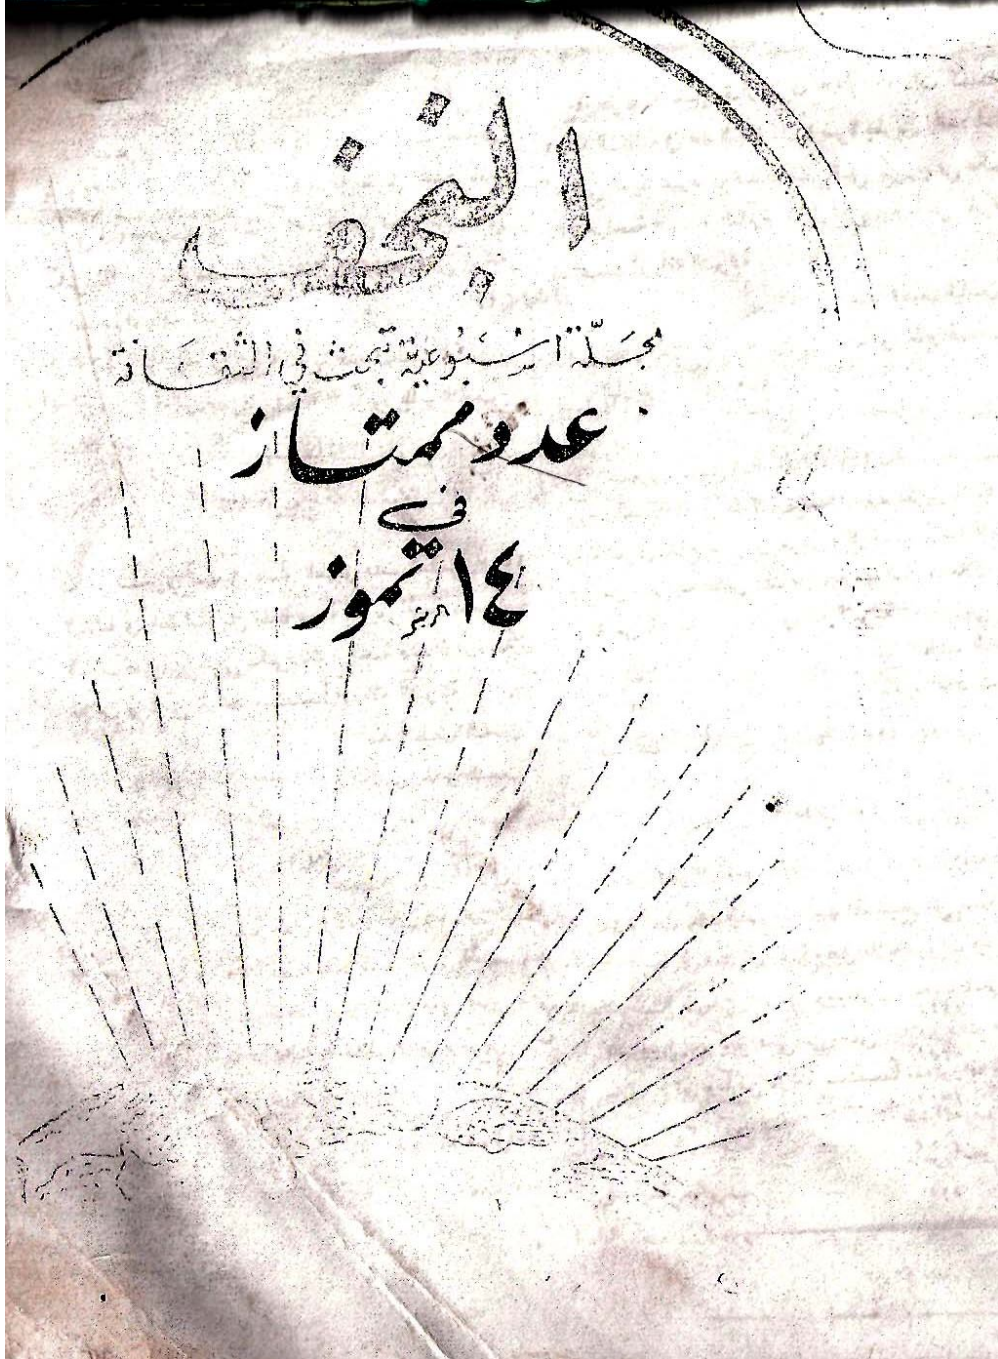 النجف
مجلة اسبوعية تبحث في الثقافة
عدد ممتاز
في
١٤ تموز